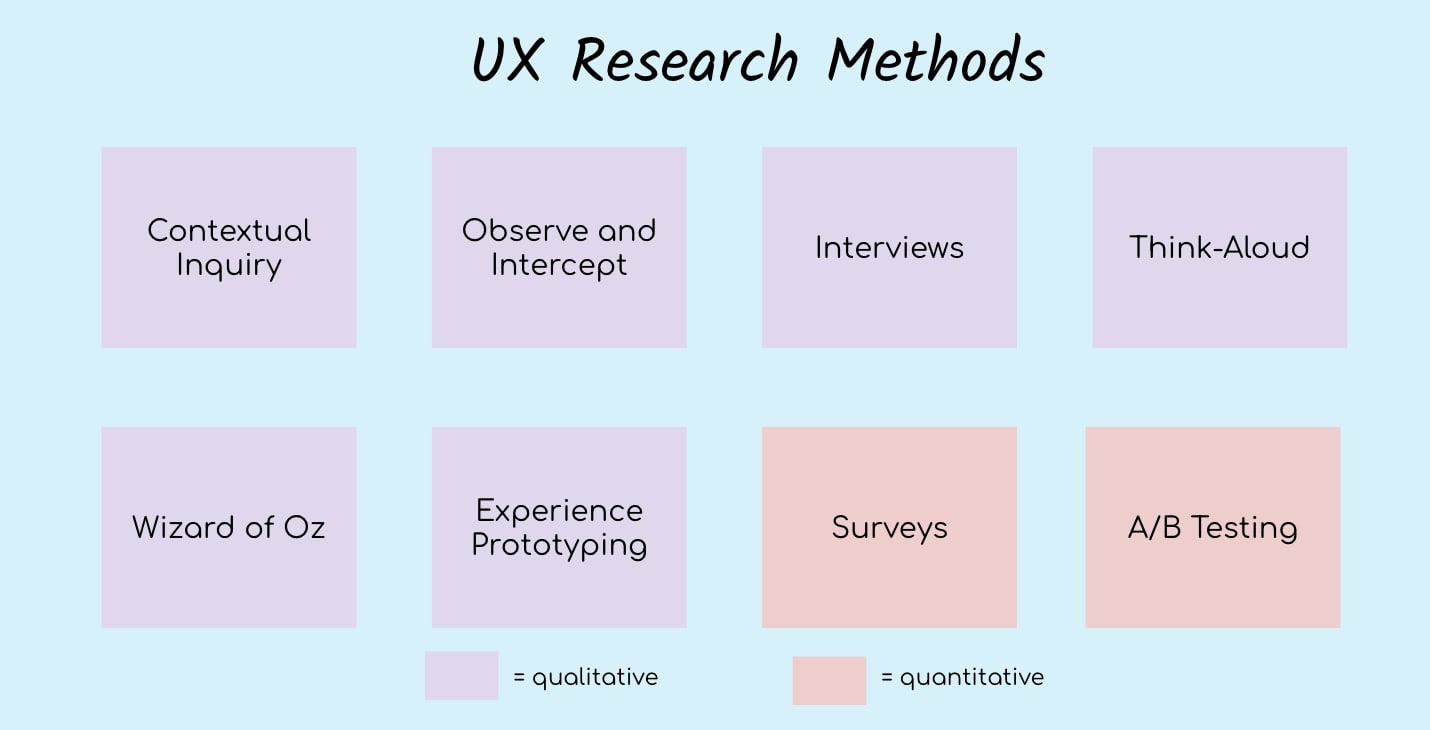 UX Research Methods
Contextual
Inquiry
Observe and
Intercept
Interviews
Think-Aloud
Wizard of Oz
Experience
Prototyping
Surveys
A/B Testing
= qualitative
= quantitative